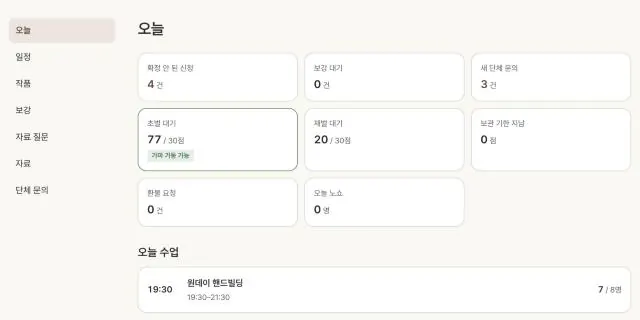 오늘
일정
작품
보강
자료 질문
자료
단체 문의
오늘
확정 안 된 신청
4 건
보강 대기
0 건
새 단체 문의
3 건
초벌 대기
77 / 30점
가마 가동 가능
재벌 대기
20 / 30점
보관 기한 지남
0 점
환불 요청
0 건
오늘 노쇼
0 명
오늘 수업
19:30
원데이 핸드빌딩
19:30–21:30
7 / 8명